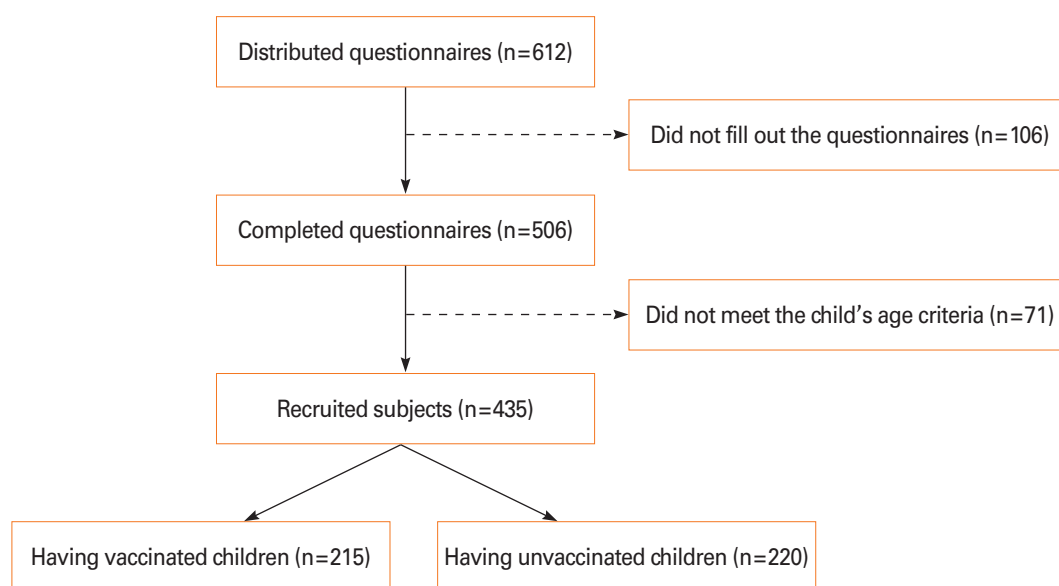 Distributed questionnaires (n=612)
Did not fill out the questionnaires (n=106)
Completed questionnaires (n=506)
Did not meet the child’s age criteria (n=71)
Recruited subjects (n=435)
Having vaccinated children (n=215)
Having unvaccinated children (n=220)